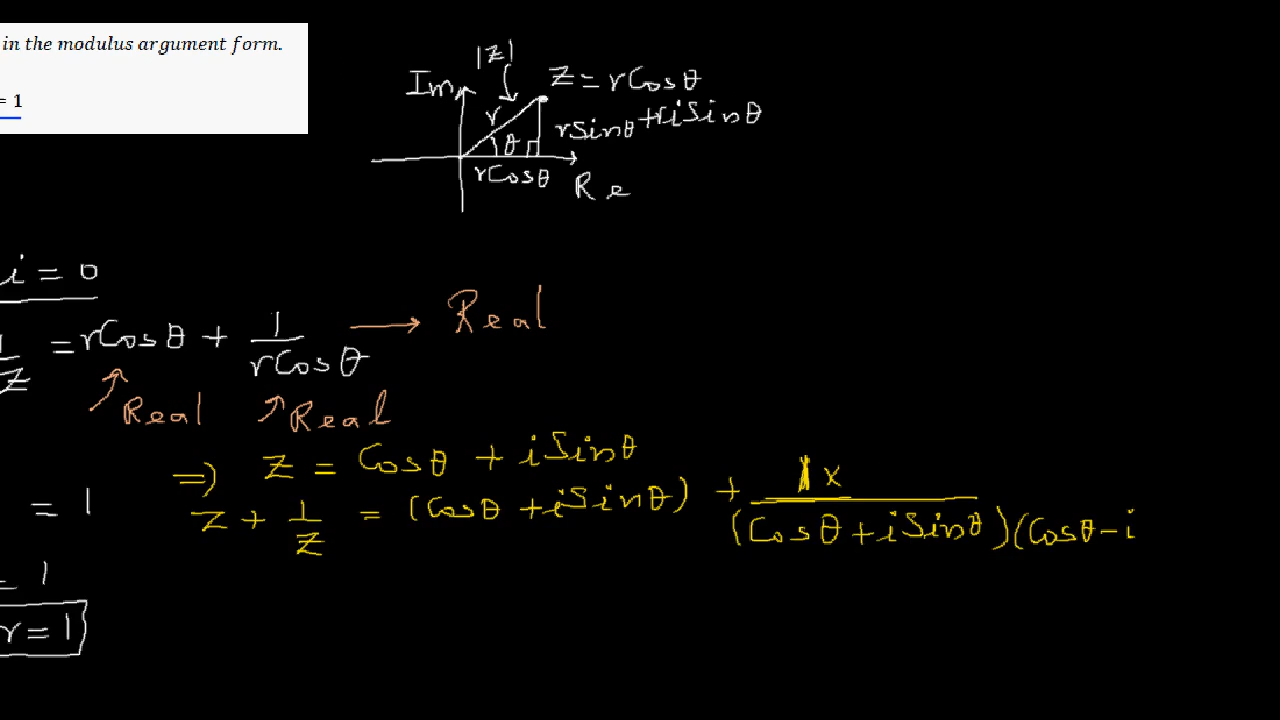 in the modulus argument form.
= 1
|z|
Im
z = r Cos θ
+ r i Sin θ
r
θ
r Sin θ
r Cos θ
Re
i = 0
1/z = r Cos θ + 1/(r Cos θ) → Real
Real Real
⇒ z = Cos θ + i Sin θ
= 1
z + 1/z = (Cos θ + i Sin θ) + 1 × / (Cos θ + i Sin θ)(Cos θ - i
= 1
r = 1